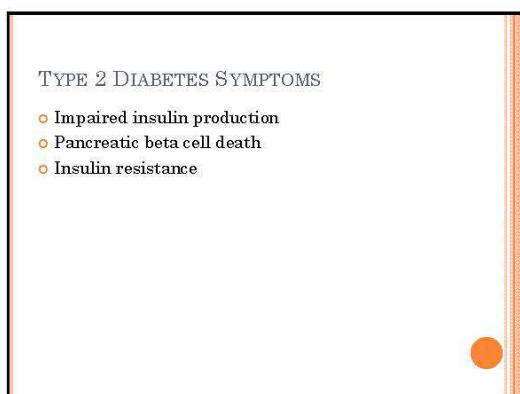 TYPE 2 DIABETES SYMPTOMS
Impaired insulin production
Pancreatic beta cell death
Insulin resistance